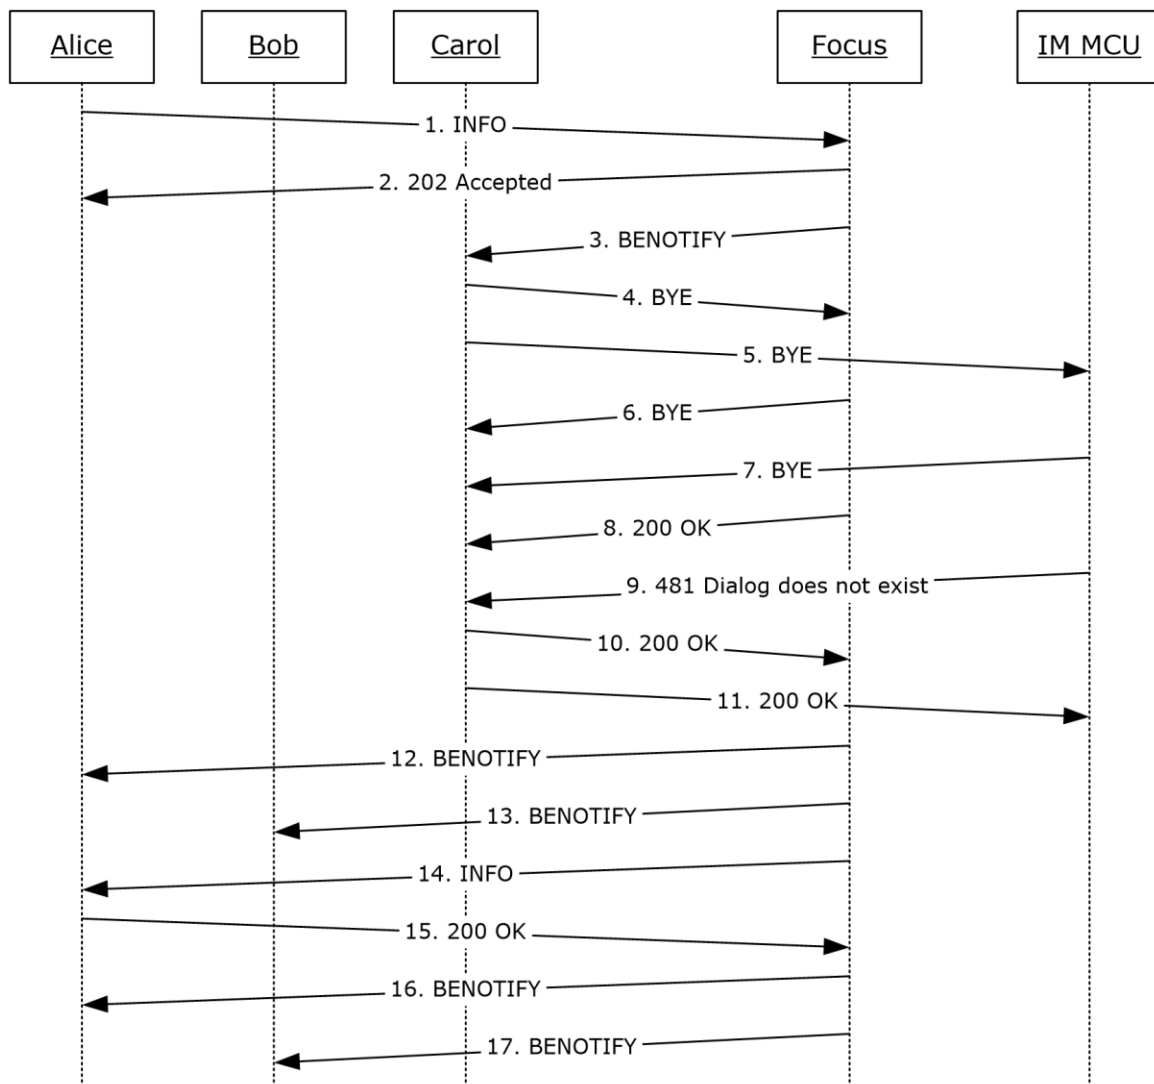 Alice
Bob
Carol
Focus
IM MCU
1. INFO
2. 202 Accepted
3. BENOTIFY
4. BYE
5. BYE
6. BYE
7. BYE
8. 200 OK
9. 481 Dialog does not exist
10. 200 OK
11. 200 OK
12. BENOTIFY
13. BENOTIFY
14. INFO
15. 200 OK
16. BENOTIFY
17. BENOTIFY